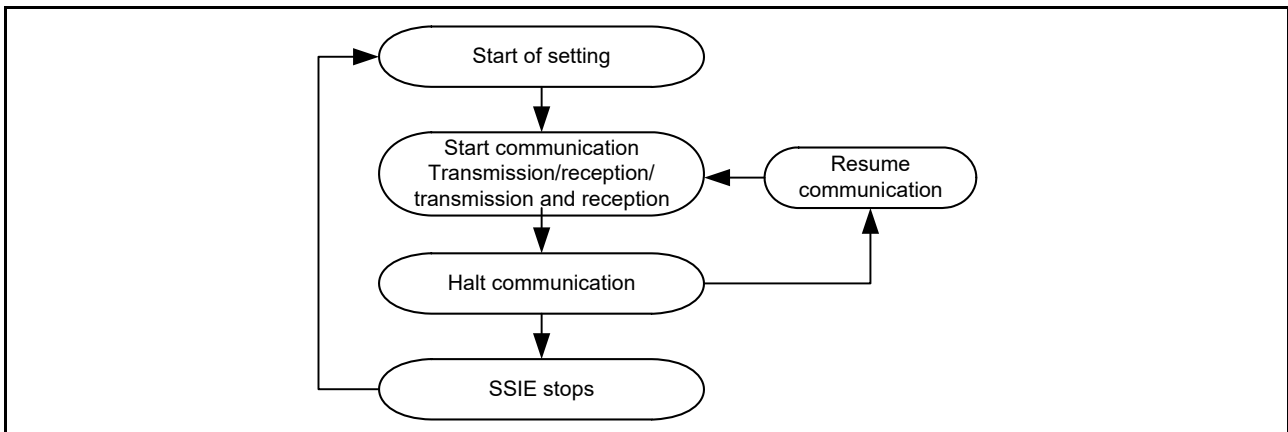 Start of setting
Start communication
Transmission/reception/
transmission and reception
Resume
communication
Halt communication
SSIE stops